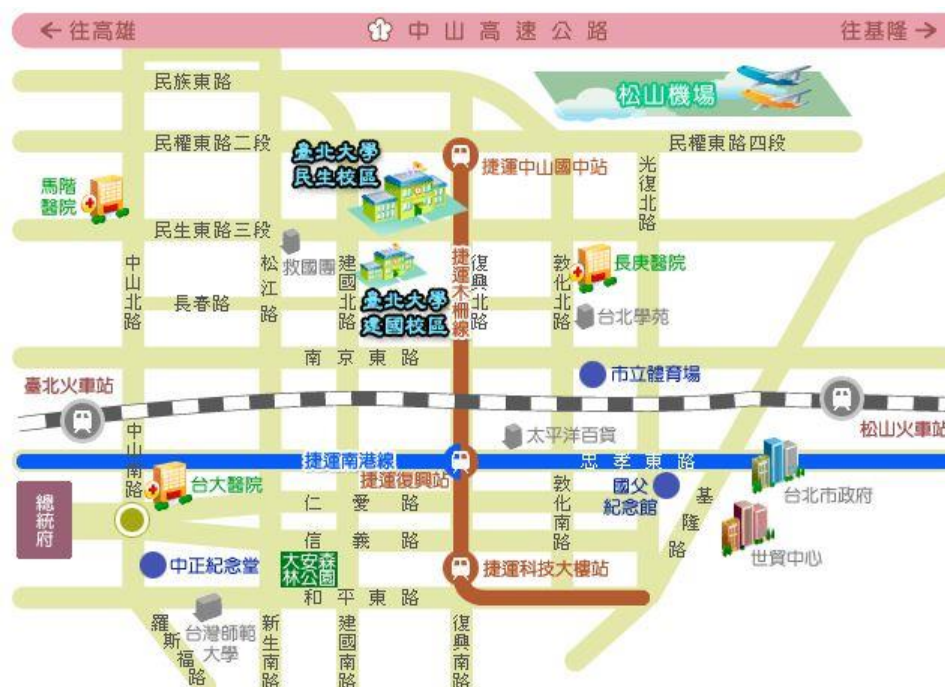 往高雄
1 中山高速公路
往基隆
民族東路
松山機場
民權東路二段
民權東路四段
臺北大學
民生校區
捷運中山國中站
光復北路
馬階
醫院
民生東路三段
救國團
中山北路
松江路
建國北路
捷運木柵線
復興北路
敦化北路
長庚醫院
長春路
臺北大學
建國校區
台北學苑
南京東路
市立體育場
臺北火車站
松山火車站
中山南路
太平洋百貨
捷運南港線
忠孝東路
捷運復興站
台大醫院
國父
紀念館
台北市政府
總統府
仁愛路
敦化南路
基隆路
信義路
世貿中心
中正紀念堂
大安森
林公園
捷運科技大樓站
和平東路
台灣師範
大學
羅斯福路
新生南路
建國南路
復興南路